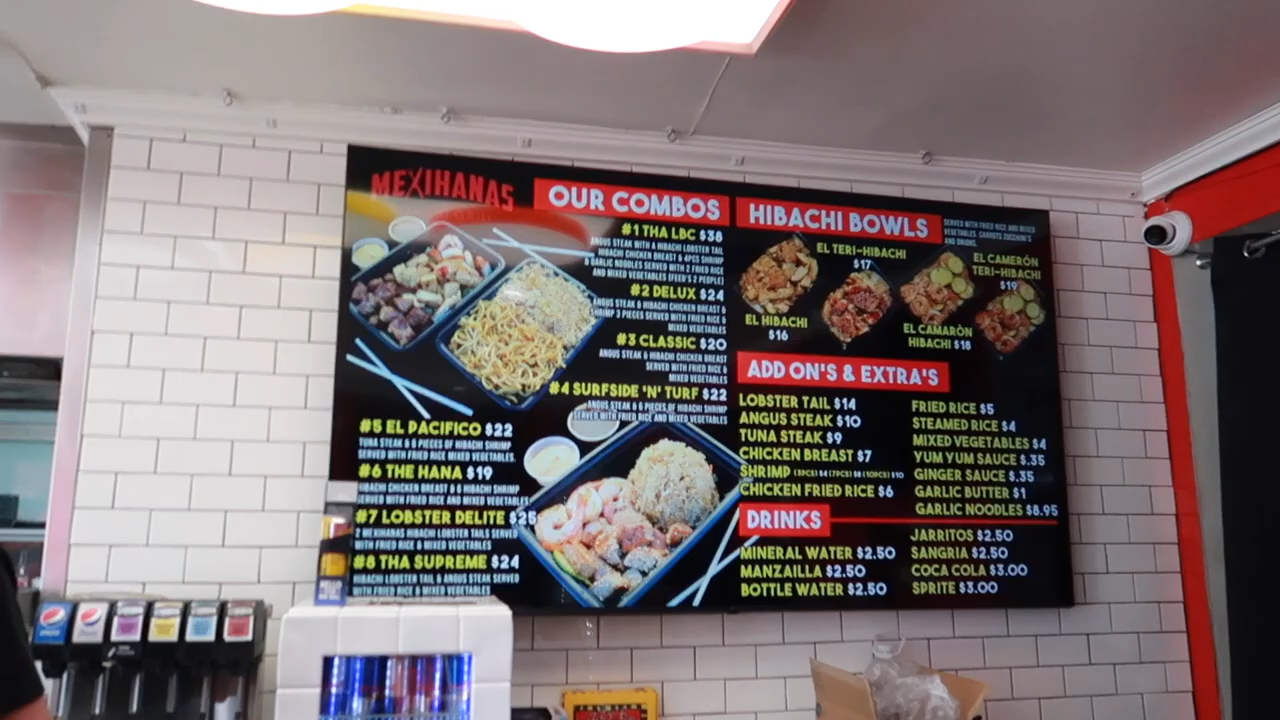 MEXIHANAS
OUR COMBOS
#1 THA LBC $38
ANGUS STEAK WITH A HIBACHI LOBSTER TAIL
HIBACHI CHICKEN BREAST & 4PCS SHRIMP
& GARLIC NOODLES SERVED WITH 2 FRIED RICE
AND MIXED VEGETABLES (FEED'S 2 PEOPLE)
#2 DELUX $24
ANGUS STEAK & HIBACHI CHICKEN BREAST &
SHRIMP 3 PIECES SERVED WITH FRIED RICE &
MIXED VEGETABLES
#3 CLASSIC $20
ANGUS STEAK & HIBACHI CHICKEN BREAST
SERVED WITH FRIED RICE &
MIXED VEGETABLES
#4 SURFSIDE 'N' TURF $22
ANGUS STEAK & 6 PIECES OF HIBACHI SHRIMP
SERVED WITH FRIED RICE AND MIXED VEGETABLES
#5 EL PACIFICO $22
TUNA STEAK & 6 PIECES OF HIBACHI SHRIMP
SERVED WITH FRIED RICE MIXED VEGETABLES.
#6 THE HANA $19
HIBACHI CHICKEN BREAST & 6 HIBACHI SHRIMP
SERVED WITH FRIED RICE AND MIXED VEGETABLES
#7 LOBSTER DELITE $25
2 MEXIHANAS HIBACHI LOBSTER TAILS SERVED
WITH FRIED RICE & MIXED VEGETABLES
#8 THA SUPREME $24
HIBACHI LOBSTER TAIL & ANGUS STEAK SERVED
WITH FRIED RICE & MIXED VEGETABLES
HIBACHI BOWLS
SERVED WITH FRIED RICE AND MIXED
VEGETABLES. CARROTS ZUCCHINI'S
AND ONIONS.
EL HIBACHI
$16
EL TERI-HIBACHI
$17
EL CAMARÒN
HIBACHI $18
EL CAMERÓN
TERI-HIBACHI
$19
ADD ON'S & EXTRA'S
LOBSTER TAIL $14
ANGUS STEAK $10
TUNA STEAK $9
CHICKEN BREAST $7
SHRIMP (3PCS) $4 (7PCS) $8 (10PCS) $10
CHICKEN FRIED RICE $6
FRIED RICE $5
STEAMED RICE $4
MIXED VEGETABLES $4
YUM YUM SAUCE $.35
GINGER SAUCE $.35
GARLIC BUTTER $1
GARLIC NOODLES $8.95
DRINKS
MINERAL WATER $2.50
MANZAILLA $2.50
BOTTLE WATER $2.50
JARRITOS $2.50
SANGRIA $2.50
COCA COLA $3.00
SPRITE $3.00